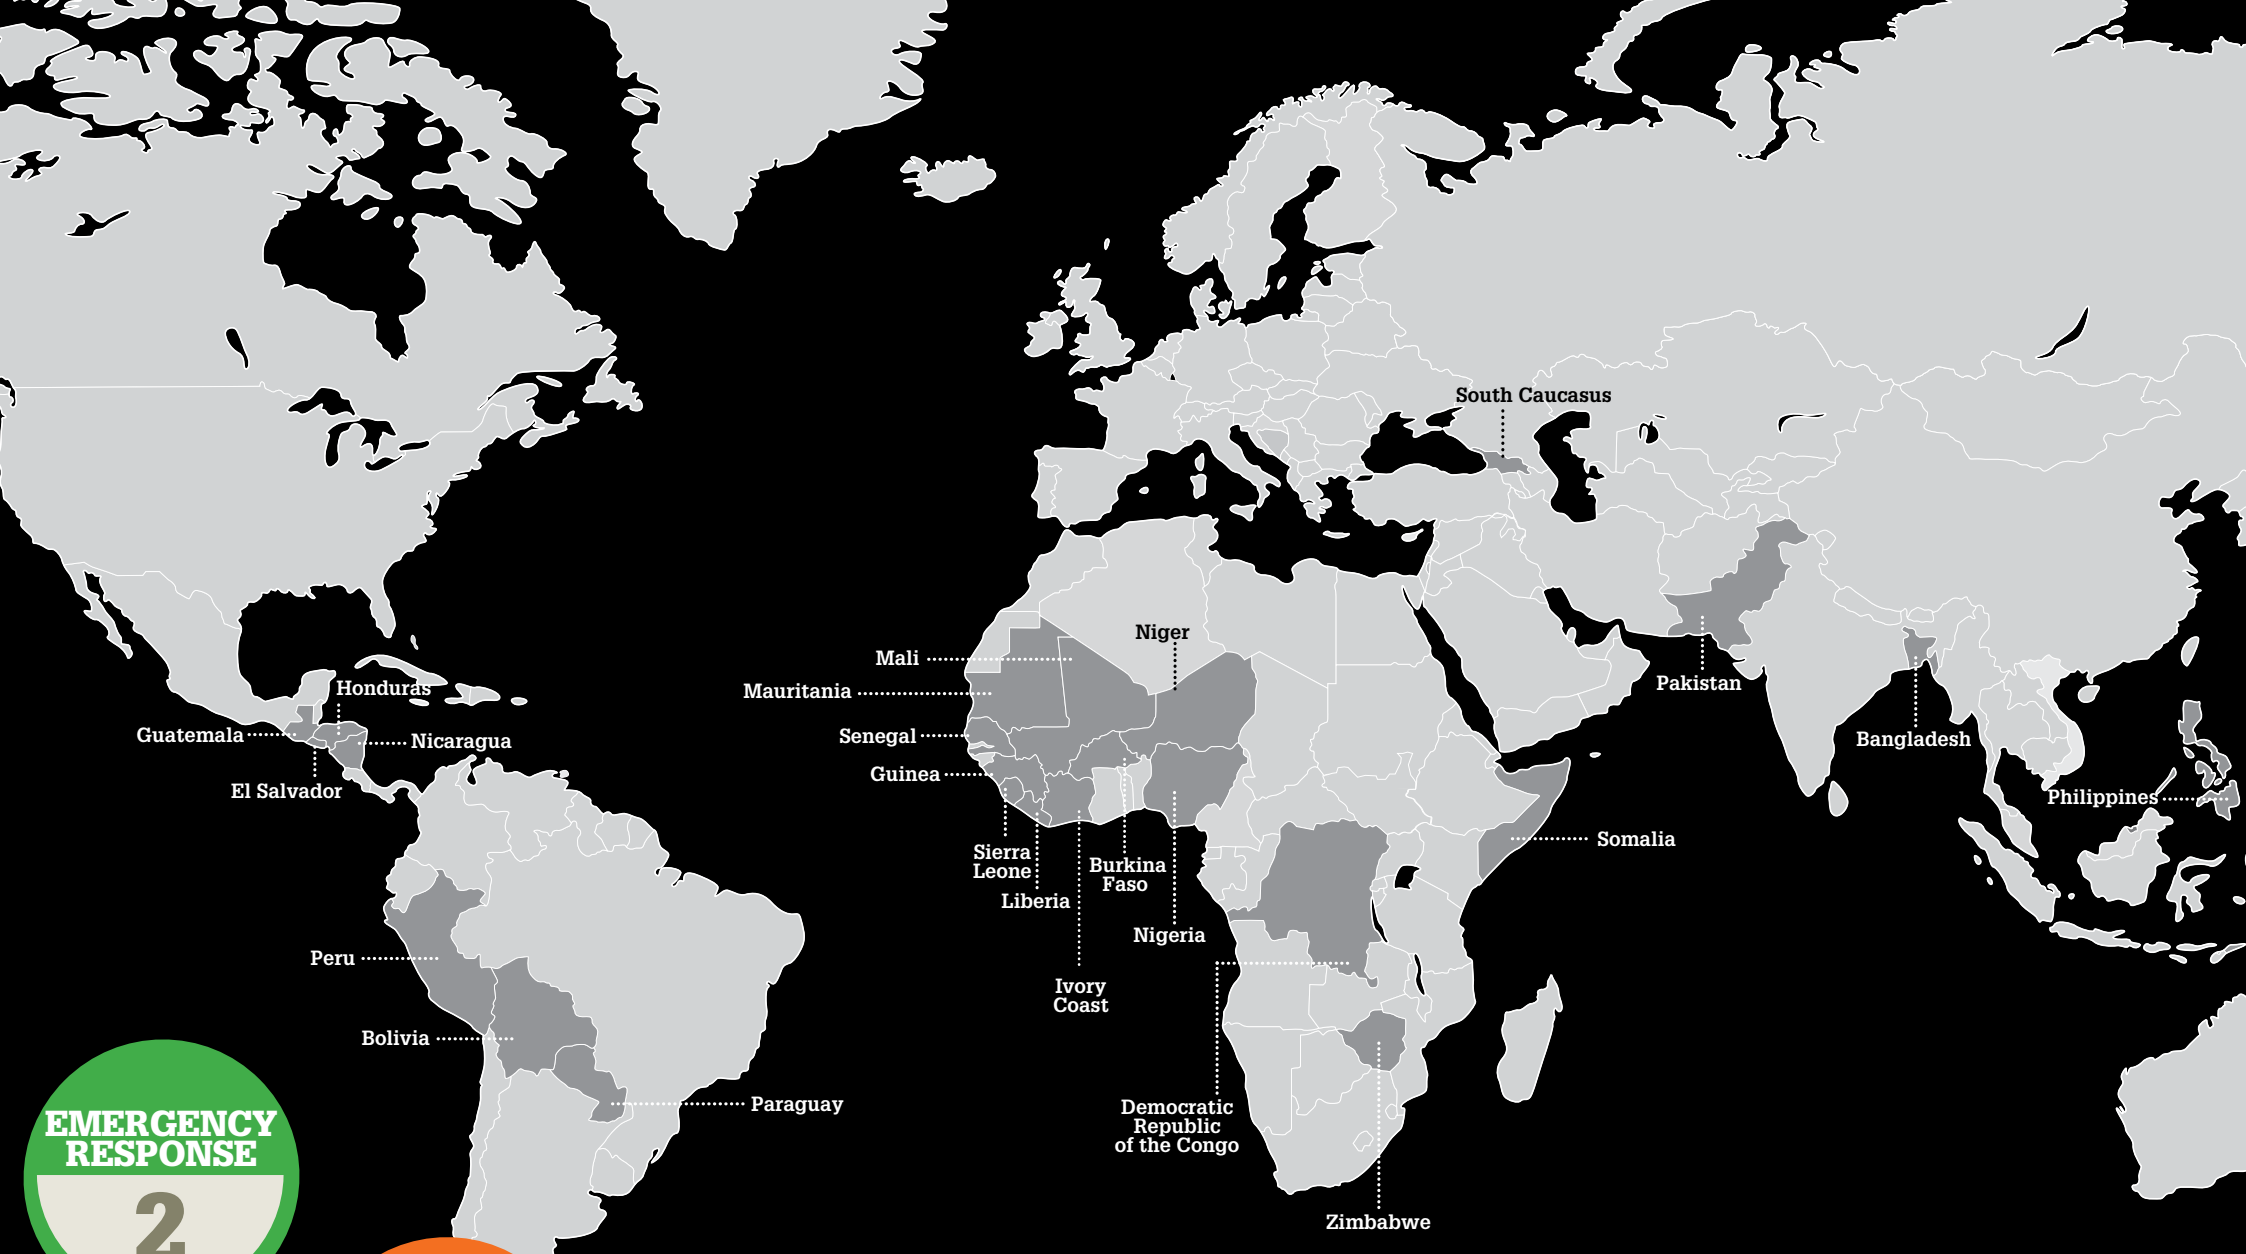 South Caucasus
Niger
Mali
Mauritania
Senegal
Guinea
Honduras
Guatemala
Nicaragua
El Salvador
Pakistan
Bangladesh
Philippines
Somalia
Sierra
Leone
Liberia
Burkina
Faso
Nigeria
Ivory
Coast
Peru
Bolivia
Paraguay
Democratic
Republic
of the Congo
Zimbabwe
EMERGENCY
RESPONSE
2